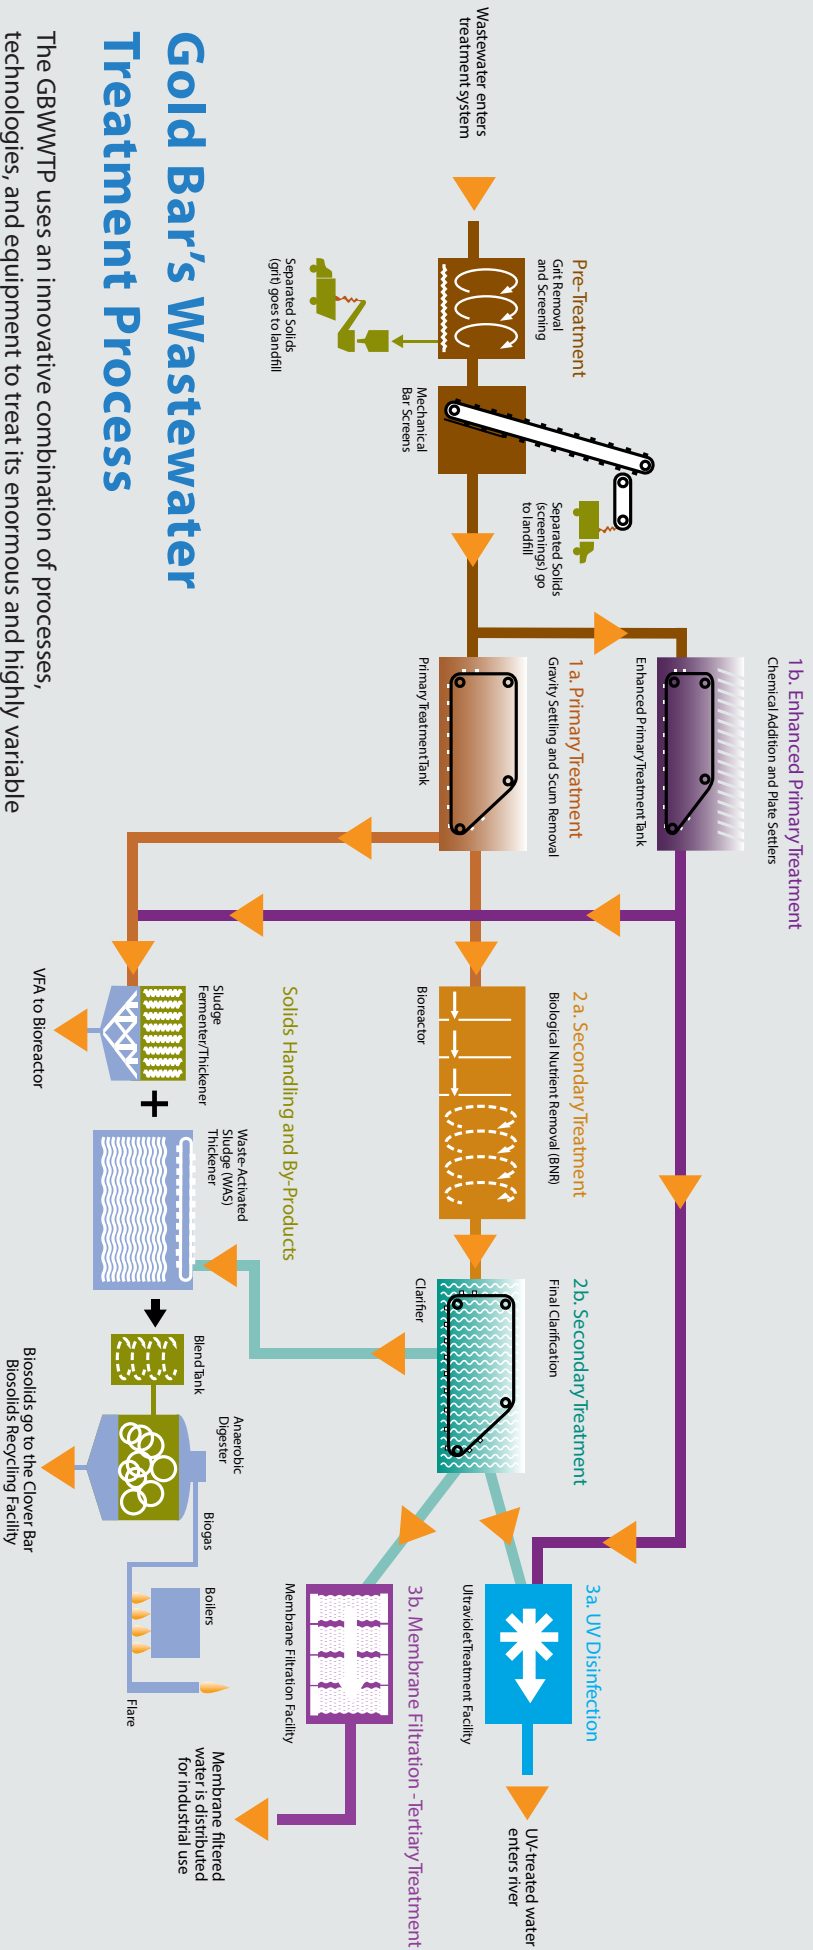 Gold Bar's Wastewater
Treatment Process
The GBWWTP uses an innovative combination of processes,
technologies, and equipment to treat its enormous and highly variable
Wastewater enters
treatment system
Pre-Treatment
Grit Removal
and Screening
Separated Solids
(grit) goes to landfill
Mechanical
Bar Screens
Separated Solids
(screenings) go
to landfill
1b. Enhanced Primary Treatment
Chemical Addition and Plate Settlers
Enhanced Primary Treatment Tank
1a. Primary Treatment
Gravity Settling and Scum Removal
Primary Treatment Tank
2a. Secondary Treatment
Biological Nutrient Removal (BNR)
Bioreactor
2b. Secondary Treatment
Final Clarification
Clarifier
3a. UV Disinfection
Ultraviolet Treatment Facility
UV-treated water
enters river
3b. Membrane Filtration - Tertiary Treatment
Membrane Filtration Facility
Membrane filtered
water is distributed
for industrial use
Solids Handling and By-Products
Sludge
Fermenter/Thickener
VFA to Bioreactor
+
Waste-Activated
Sludge (WAS)
Thickener
Blend Tank
Anaerobic
Digester
Biosolids go to the Clover Bar
Biosolids Recycling Facility
Biogas
Boilers
Flare